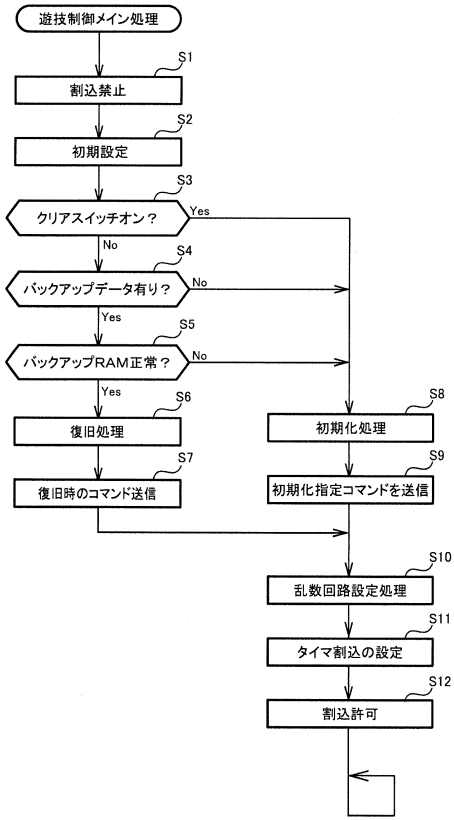 遊技制御メイン処理
S1
割込禁止
S2
初期設定
S3
クリアスイッチオン？
Yes
No
S4
バックアップデータ有り？
No
Yes
S5
バックアップRAM正常？
No
Yes
S6
復旧処理
S7
復旧時のコマンド送信
S8
初期化処理
S9
初期化指定コマンドを送信
S10
乱数回路設定処理
S11
タイマ割込の設定
S12
割込許可